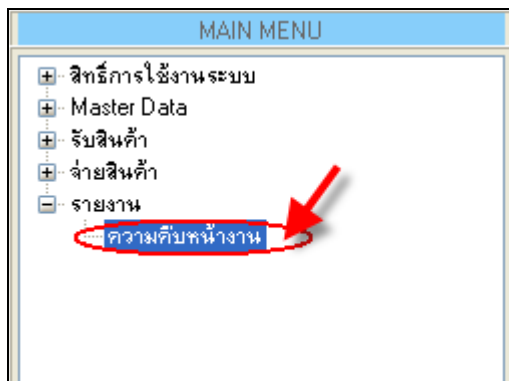 MAIN MENU
สิทธิ์การใช้งานระบบ
Master Data
รับสินค้า
จ่ายสินค้า
รายงาน
ความคืบหน้างาน